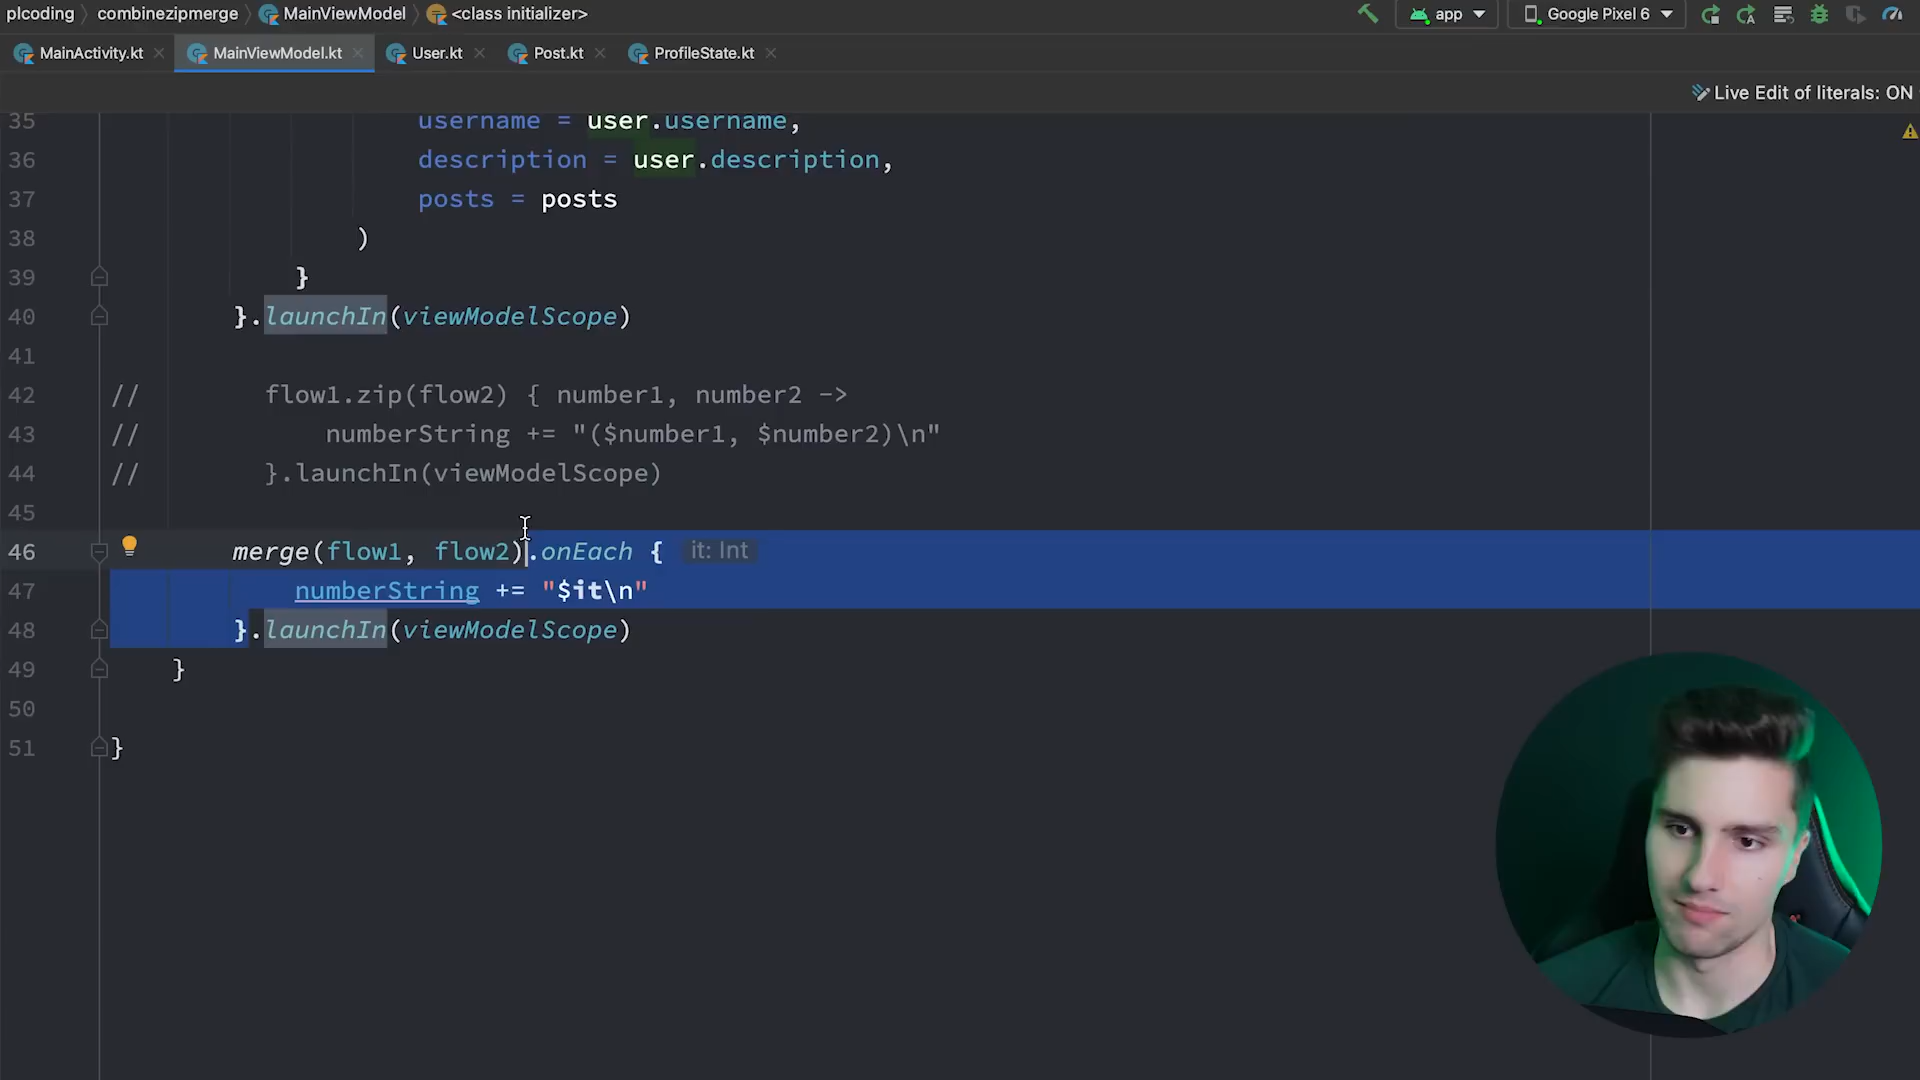 plcoding combinezipmerge MainViewModel <class initializer> app Google Pixel 6
MainActivity.kt MainViewModel.kt User.kt Post.kt ProfileState.kt
Live Edit of literals: ON
35 username = user.username,
36 description = user.description,
37 posts = posts
38 )
39 }
40 }.launchIn(viewModelScope)
41
42 // flow1.zip(flow2) { number1, number2 ->
43 // numberString += "($number1, $number2)\n"
44 // }.launchIn(viewModelScope)
45
46 merge(flow1, flow2).onEach { it: Int
47 numberString += "$it\n"
48 }.launchIn(viewModelScope)
49 }
50
51 }